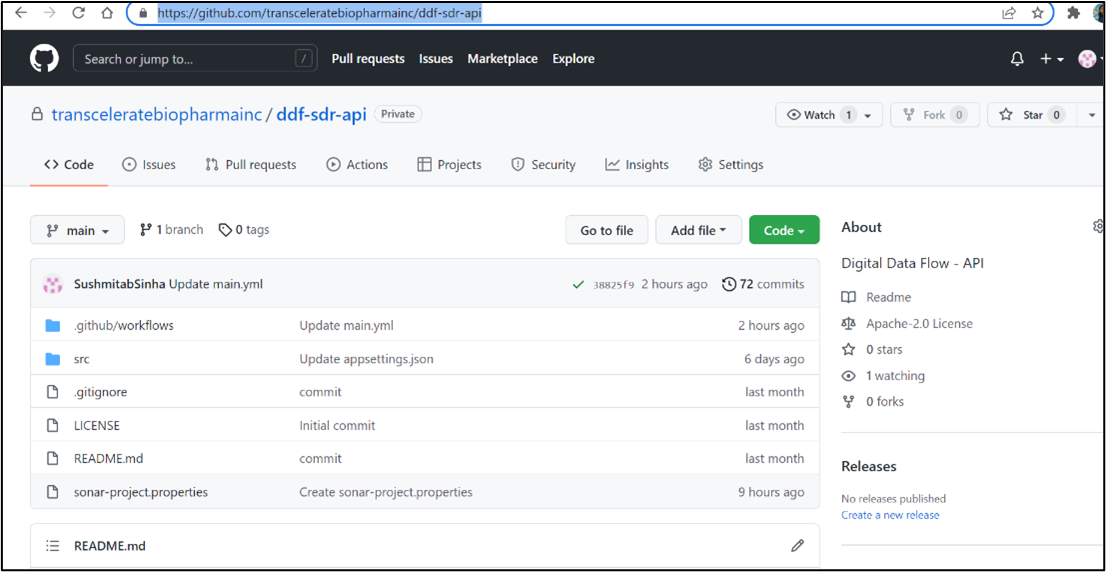 https://github.com/transceleratebiopharmainc/ddf-sdr-api
Search or jump to... / Pull requests Issues Marketplace Explore
transceleratebiopharmainc / ddf-sdr-api Private Watch 1 Fork 0 Star 0
Code Issues Pull requests Actions Projects Security Insights Settings
main 1 branch 0 tags Go to file Add file Code
SushmitabSinha Update main.yml 38825f9 2 hours ago 72 commits
.github/workflows Update main.yml 2 hours ago
src Update appsettings.json 6 days ago
.gitignore commit last month
LICENSE Initial commit last month
README.md commit last month
sonar-project.properties Create sonar-project.properties 9 hours ago
README.md
About
Digital Data Flow - API
Readme
Apache-2.0 License
0 stars
1 watching
0 forks
Releases
No releases published
Create a new release